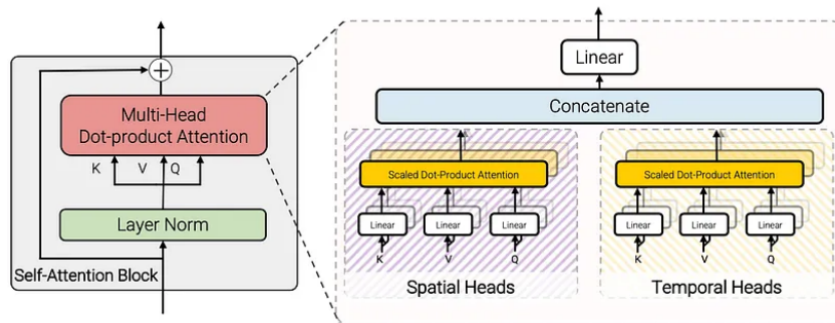 Multi-Head
Dot-product Attention
K V Q
Layer Norm
Self-Attention Block
Linear
Concatenate
Scaled Dot-Product Attention
Linear Linear Linear
K V Q
Spatial Heads
Scaled Dot-Product Attention
Linear Linear Linear
K V Q
Temporal Heads